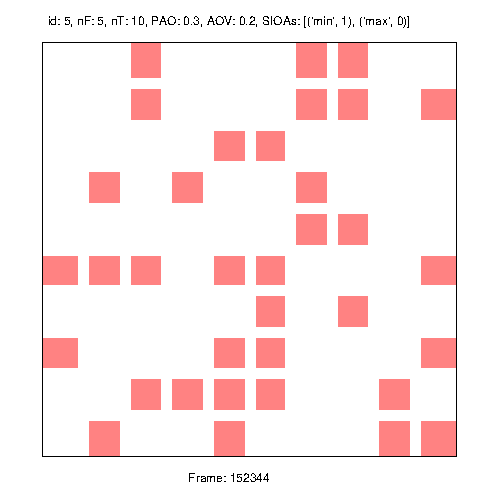 id: 5, nF: 5, nT: 10, PAO: 0.3, AOV: 0.2, SIOAs: [('min', 1), ('max', 0)]
Frame: 152344